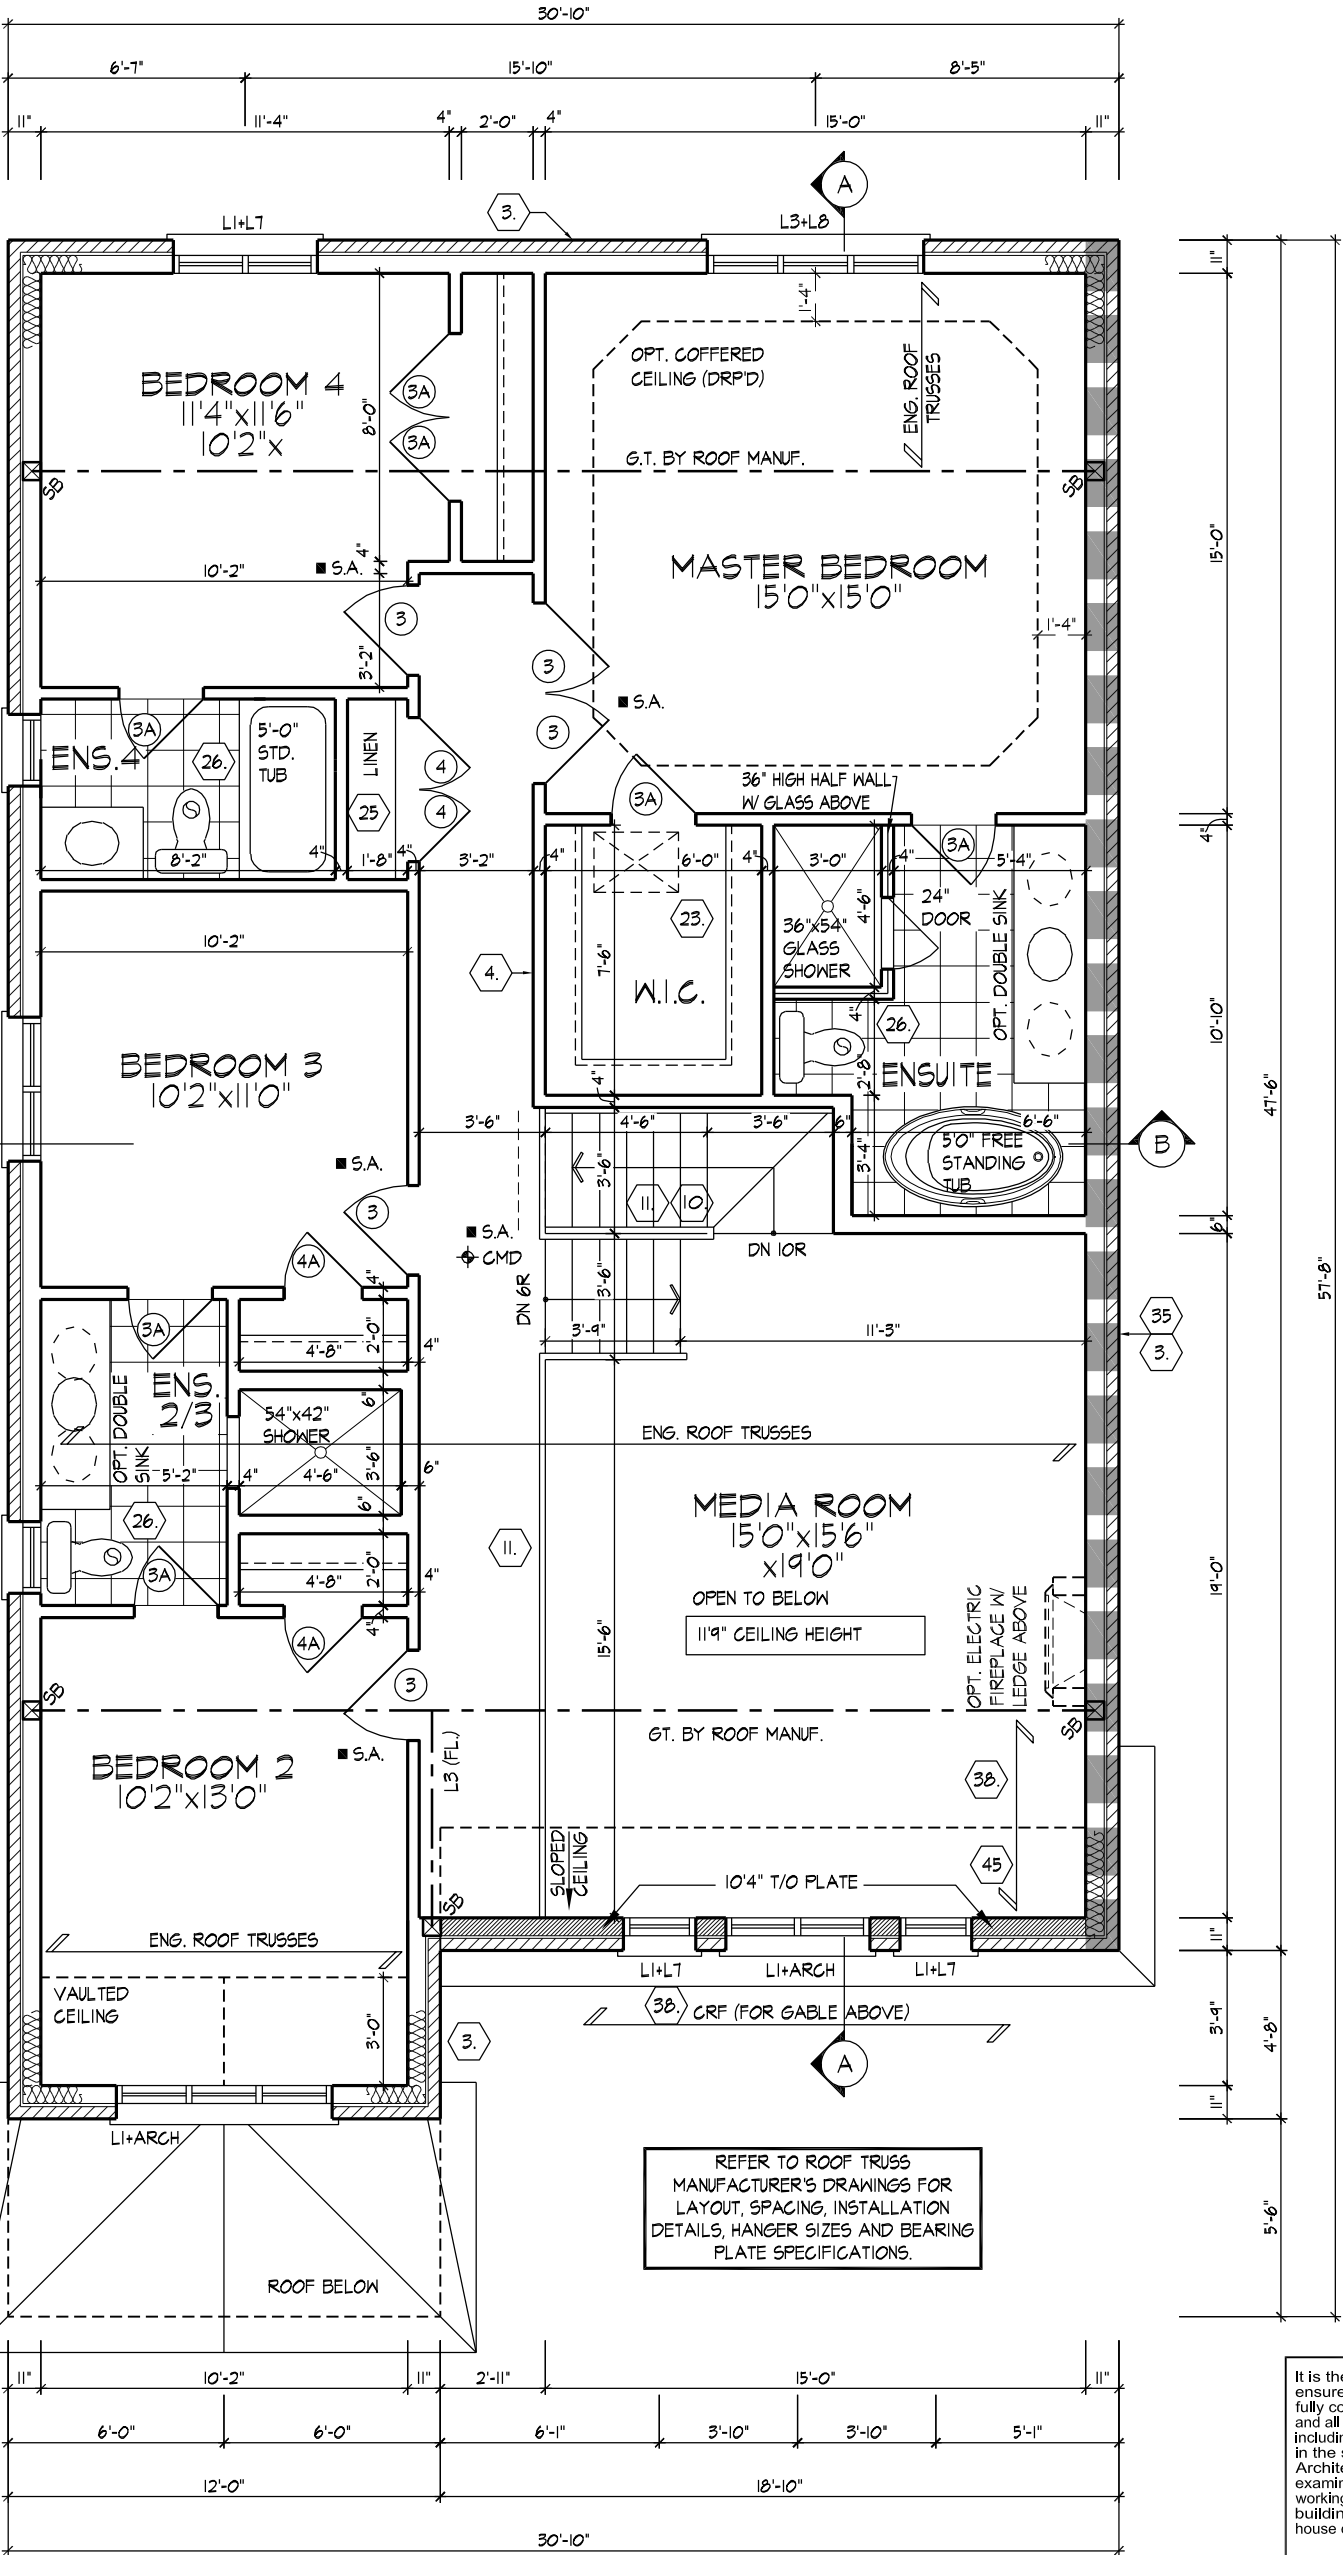 30'-10"
6'-7" 15'-10" 8'-5"
11" 11'-4" 4" 2'-0" 4" 15'-0" 11"
A
3.
L1+L7 L3+L8
11"
1'-4"
OPT. COFFERED
CEILING (DRP'D)
ENG. ROOF
TRUSSES
BEDROOM 4
11'4"x11'6"
10'2"x
8'-0"
3A
3A
G.T. BY ROOF MANUF.
SB
SB
15'-0"
10'-2"
S.A.
4"
MASTER BEDROOM
15'0"x15'0"
3
3'-2"
1'-4"
3
S.A.
3
3A
ENS.4
26.
5'-0"
STD.
TUB
LINEN
25
4
4
3A
36" HIGH HALF WALL
W/ GLASS ABOVE
3A
4"
8'-2" 4" 1'-8" 4" 3'-2" 4" 6'-0" 4" 3'-0" 4" 5'-4"
24"
DOOR
4'-6"
OPT. DOUBLE SINK
23.
36"x54"
GLASS
SHOWER
10'-2"
4.
7'-6"
W.I.C.
4"
26.
10'-10"
47'-6"
BEDROOM 3
10'2"x11'0"
ENSUITE
2'-8"
4"
3'-6" 4'-6" 3'-6" 6" 6'-6"
5'0" FREE
STANDING
TUB
3'-4"
B
S.A.
3'-6"
11. 10.
3
S.A.
CMD
DN 10R
6"
57'-8"
4A
4"
DN 6R
3'-6"
3A
2'-0"
4'-8"
4"
3'-9" 11'-3"
35
3.
ENS.
2/3
OPT. DOUBLE
SINK
54"x42"
SHOWER
6"
ENG. ROOF TRUSSES
5'-2" 4" 4'-6" 3'-6" 6"
6"
26.
MEDIA ROOM
15'0"x15'6"
x19'0"
11.
3A
4'-8"
2'-0"
4"
OPEN TO BELOW
11'9" CEILING HEIGHT
OPT. ELECTRIC
FIREPLACE W/
LEDGE ABOVE
19'-0"
4"
4A
15'-6"
3
SB
SB
GT. BY ROOF MANUF.
S.A.
L3 (FL.)
BEDROOM 2
10'2"x13'0"
38.
SLOPED
CEILING
45
10'4" T/O PLATE
SB
ENG. ROOF TRUSSES
11"
L1+L7 L1+ARCH L1+L7
VAULTED
CEILING
38.
CRF (FOR GABLE ABOVE)
3'-0"
3.
3'-9"
4'-8"
A
11"
L1+ARCH
REFER TO ROOF TRUSS
MANUFACTURER'S DRAWINGS FOR
LAYOUT, SPACING, INSTALLATION
DETAILS, HANGER SIZES AND BEARING
PLATE SPECIFICATIONS.
5'-6"
ROOF BELOW
11" 10'-2" 11" 2'-11" 15'-0" 11"
6'-0" 6'-0" 6'-1" 3'-10" 3'-10" 5'-1"
12'-0" 18'-10"
30'-10"
It is the
ensure
fully co
and all
includin
in the s
Archite
examin
working
buildin
house